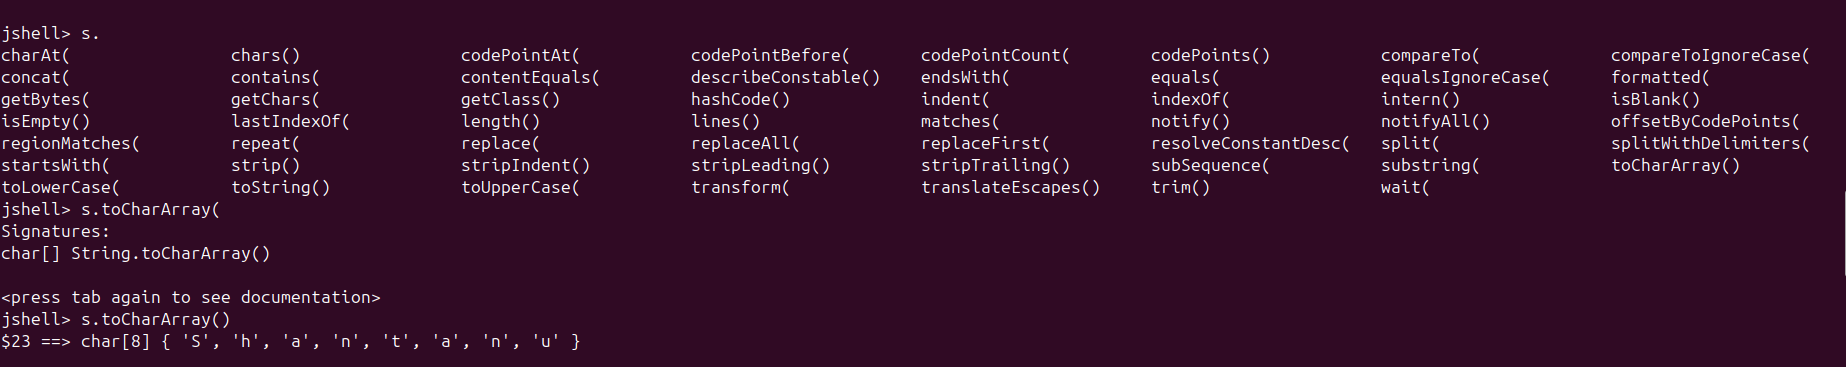 jshell> s.
charAt( chars() codePointAt( codePointBefore( codePointCount( codePoints() compareTo( compareToIgnoreCase(
concat( contains( contentEquals( describeConstable() endsWith( equals( equalsIgnoreCase( formatted(
getBytes( getChars( getClass() hashCode() indent( indexOf( intern() isBlank()
isEmpty() lastIndexOf( length() lines() matches( notify() notifyAll() offsetByCodePoints(
regionMatches( repeat( replace( replaceAll( replaceFirst( resolveConstantDesc( split( splitWithDelimiters(
startsWith( strip() stripIndent() stripLeading() stripTrailing() subSequence( substring( toCharArray()
toLowerCase( toString() toUpperCase( transform( translateEscapes() trim() wait(
jshell> s.toCharArray(
Signatures:
char[] String.toCharArray()
<press tab again to see documentation>
jshell> s.toCharArray()
$23 ==> char[8] { 'S', 'h', 'a', 'n', 't', 'a', 'n', 'u' }